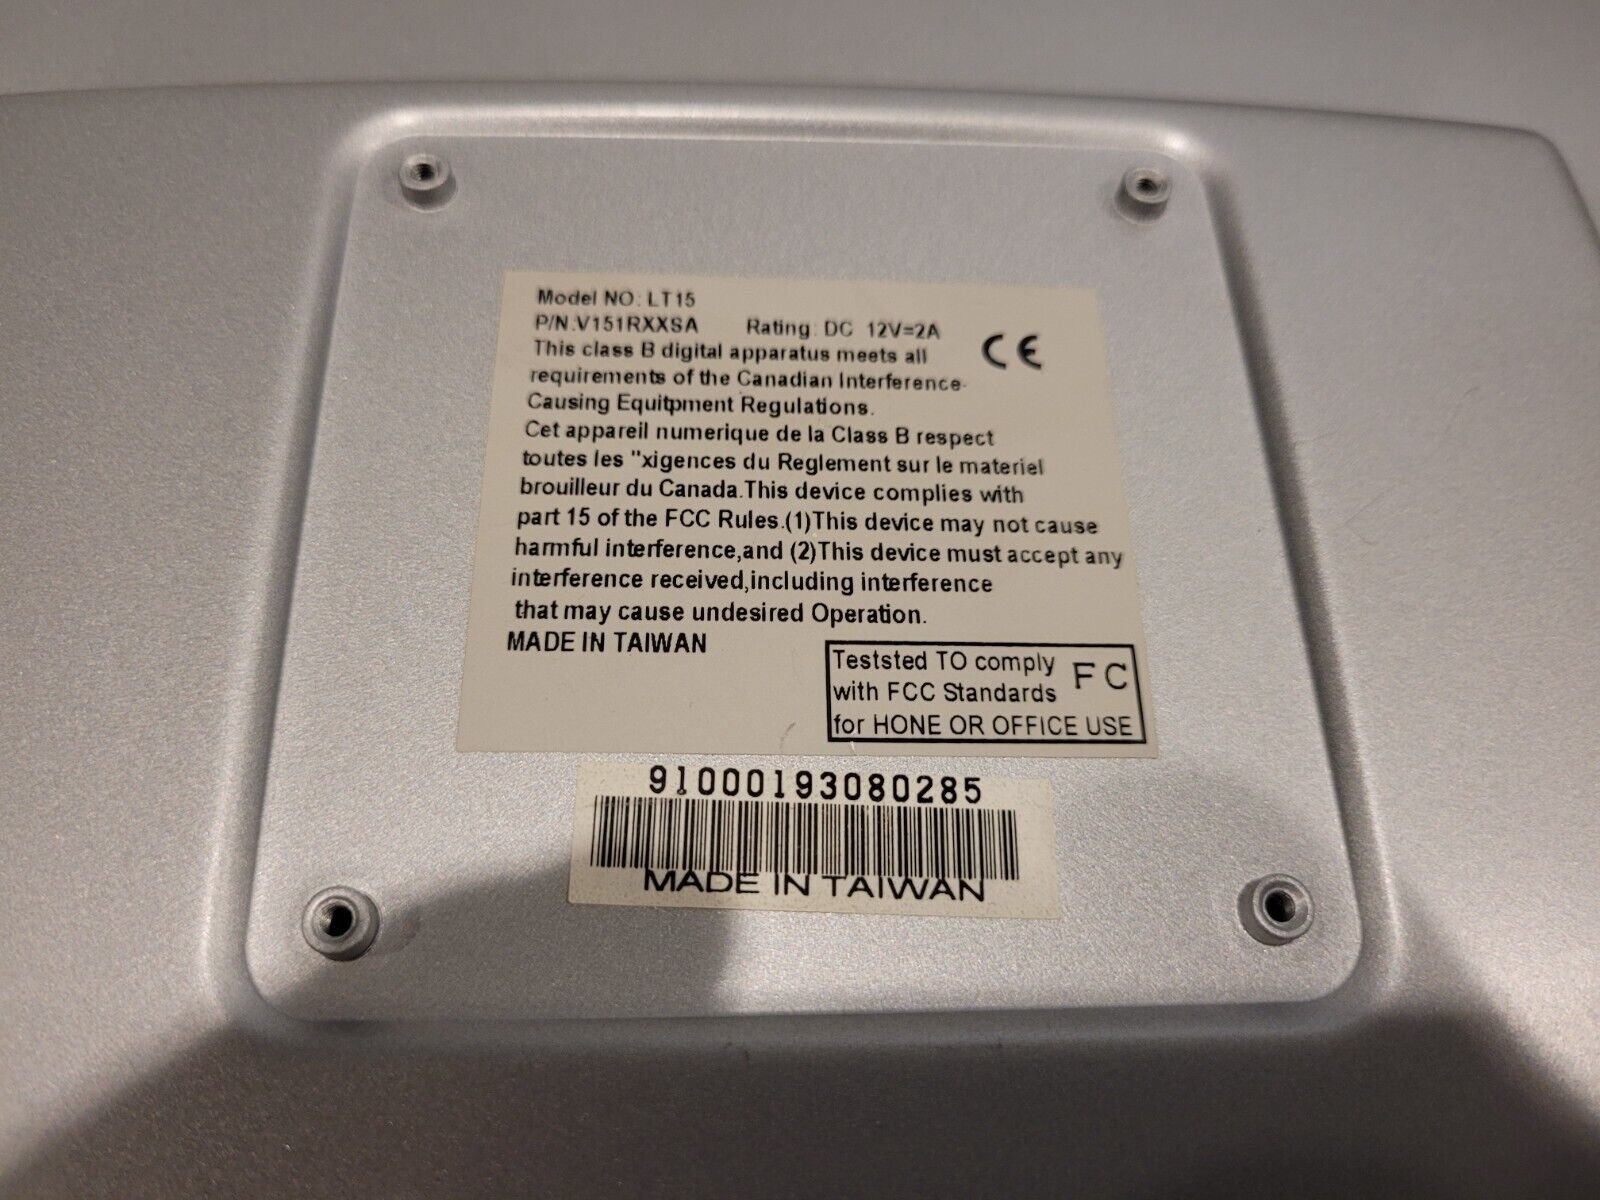 Model NO: LT15
P/N:V151RXXSA Rating: DC 12V=2A
CE
This class B digital apparatus meets all
requirements of the Canadian Interference-
Causing Equitpment Regulations.
Cet appareil numerique de la Class B respect
toutes les "xigences du Reglement sur le materiel
brouilleur du Canada.This device complies with
part 15 of the FCC Rules.(1)This device may not cause
harmful interference,and (2)This device must accept any
interference received,including interference
that may cause undesired Operation.
MADE IN TAIWAN
Teststed TO comply
with FCC Standards
for HONE OR OFFICE USE
FC
91000193080285
MADE IN TAIWAN